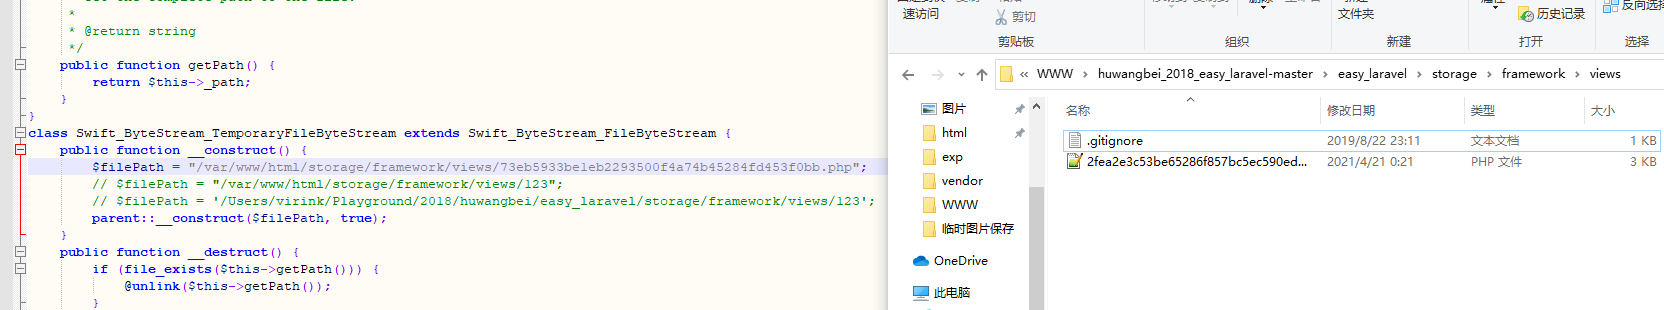 *
* @return string
*/
public function getPath() {
return $this->_path;
}
}
class Swift_ByteStream_TemporaryFileByteStream extends Swift_ByteStream_FileByteStream {
public function __construct() {
$filePath = "/var/www/html/storage/framework/views/73eb5933be1eb2293500f4a74b45284fd453f0bb.php";
// $filePath = "/var/www/html/storage/framework/views/123";
// $filePath = '/Users/virink/Playground/2018/huwangbei/easy_laravel/storage/framework/views/123';
parent::__construct($filePath, true);
}
public function __destruct() {
if (file_exists($this->getPath())) {
@unlink($this->getPath());
}
速访问
剪切
文件夹
历史记录
反向选择
剪贴板
组织
新建
打开
选择
« WWW > huwangbei_2018_easy_laravel-master > easy_laravel > storage > framework > views
图片
html
exp
vendor
WWW
临时图片保存
OneDrive
此电脑
名称 修改日期 类型 大小
.gitignore 2019/8/22 23:11 文本文档 1 KB
2fea2e3c53be65286f857bc5ec590ed... 2021/4/21 0:21 PHP 文件 3 KB